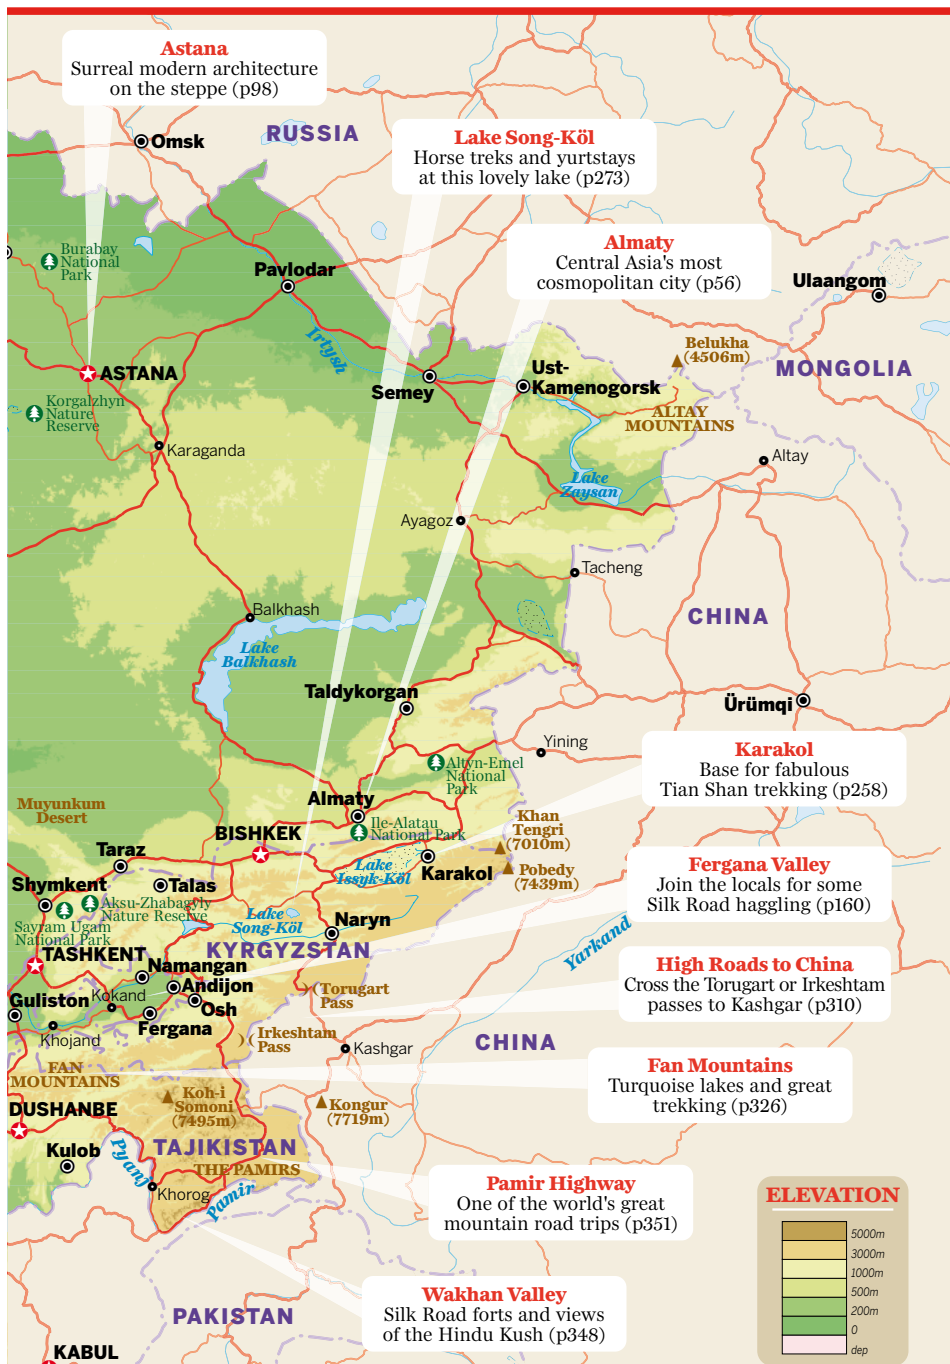 Astana
Surreal modern architecture
on the steppe (p98)
Omsk
RUSSIA
Lake Song-Köl
Horse treks and yurtstays
at this lovely lake (p273)
Almaty
Central Asia's most
cosmopolitan city (p56)
Burabay
National
Park
Pavlodar
Ulaangom
Irtysh
Belukha
(4506m)
MONGOLIA
ASTANA
Ust-
Kamenogorsk
Semey
Korgalzhyn
Nature
Reserve
ALTAY
MOUNTAINS
Karaganda
Altay
Lake
Zaysan
Ayagoz
Tacheng
Balkhash
CHINA
Lake
Balkhash
Taldykorgan
Ürümqi
Yining
Karakol
Base for fabulous
Tian Shan trekking (p258)
Altyn-Emel
National
Park
Muyunkum
Desert
Almaty
Ile-Alatau
National Park
Khan
Tengri
(7010m)
BISHKEK
Taraz
Lake
Issyk-Köl
Karakol
Pobedy
(7439m)
Fergana Valley
Join the locals for some
Silk Road haggling (p160)
Shymkent
Talas
Aksu-Zhabagyly
Nature Reserve
Sayram Ugam
National Park
Lake
Song-Köl
Naryn
Yarkand
KYRGYZSTAN
TASHKENT
Namangan
High Roads to China
Cross the Torugart or Irkeshtam
passes to Kashgar (p310)
Andijon
Torugart
Pass
Guliston
Kokand
Osh
Fergana
Khojand
Irkeshtam
Pass
Kashgar
CHINA
FAN
MOUNTAINS
Fan Mountains
Turquoise lakes and great
trekking (p326)
Koh-i
Somoni
(7495m)
Kongur
(7719m)
DUSHANBE
Kulob
Pyanj
TAJIKISTAN
THE PAMIRS
Khorog
Pamir
Pamir Highway
One of the world's great
mountain road trips (p351)
ELEVATION
5000m
3000m
1000m
500m
200m
0
dep
Wakhan Valley
Silk Road forts and views
of the Hindu Kush (p348)
PAKISTAN
KABUL